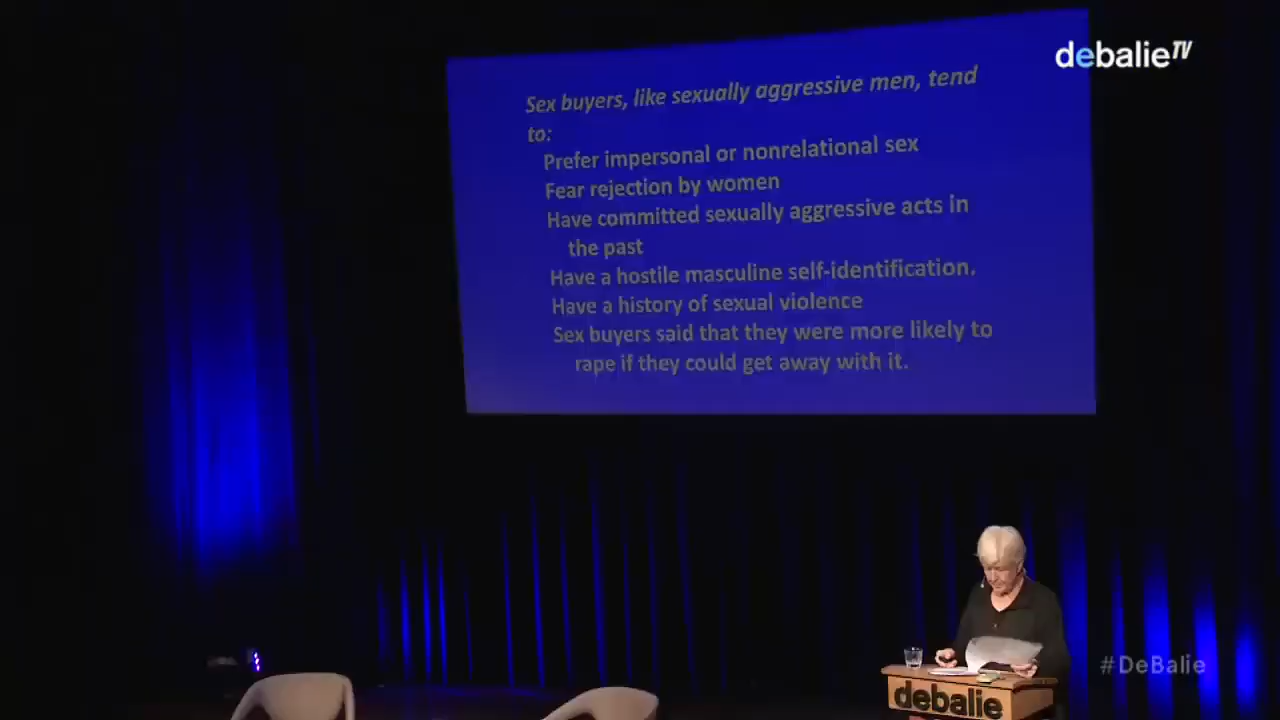 debalieTV
Sex buyers, like sexually aggressive men, tend
to:
Prefer impersonal or nonrelational sex
Fear rejection by women
Have committed sexually aggressive acts in
the past
Have a hostile masculine self-identification.
Have a history of sexual violence
Sex buyers said that they were more likely to
rape if they could get away with it.
#DeBalie
debalie